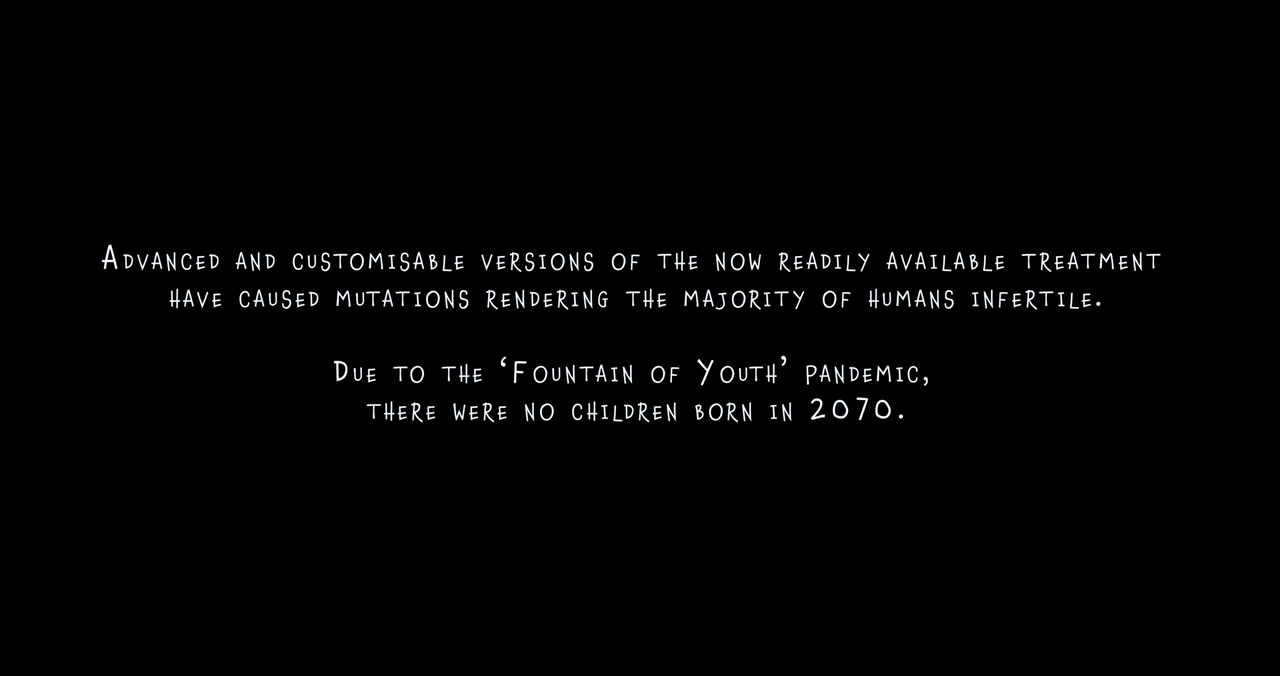 Advanced and customisable versions of the now readily available treatment
have caused mutations rendering the majority of humans infertile.
Due to the ‘Fountain of Youth’ pandemic,
there were no children born in 2070.